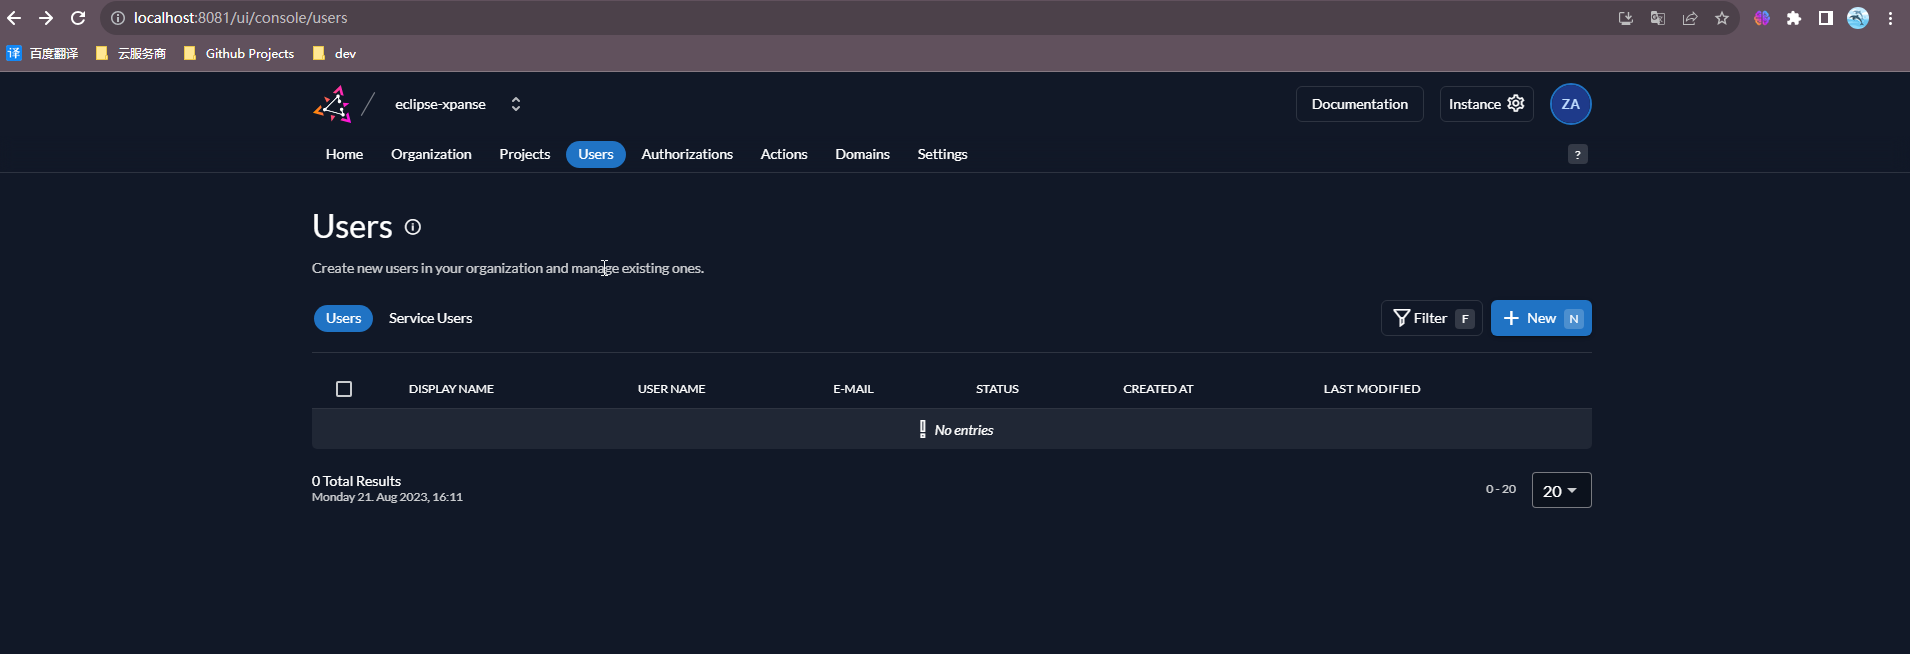 localhost:8081/ui/console/users
译 百度翻译 云服务商 Github Projects dev
eclipse-xpanse Documentation Instance ZA
Home Organization Projects Users Authorizations Actions Domains Settings ?
Users
Create new users in your organization and manage existing ones.
Users Service Users Filter F New N
DISPLAY NAME USER NAME E-MAIL STATUS CREATED AT LAST MODIFIED
No entries
0 Total Results
Monday 21. Aug 2023, 16:11
0 - 20 20